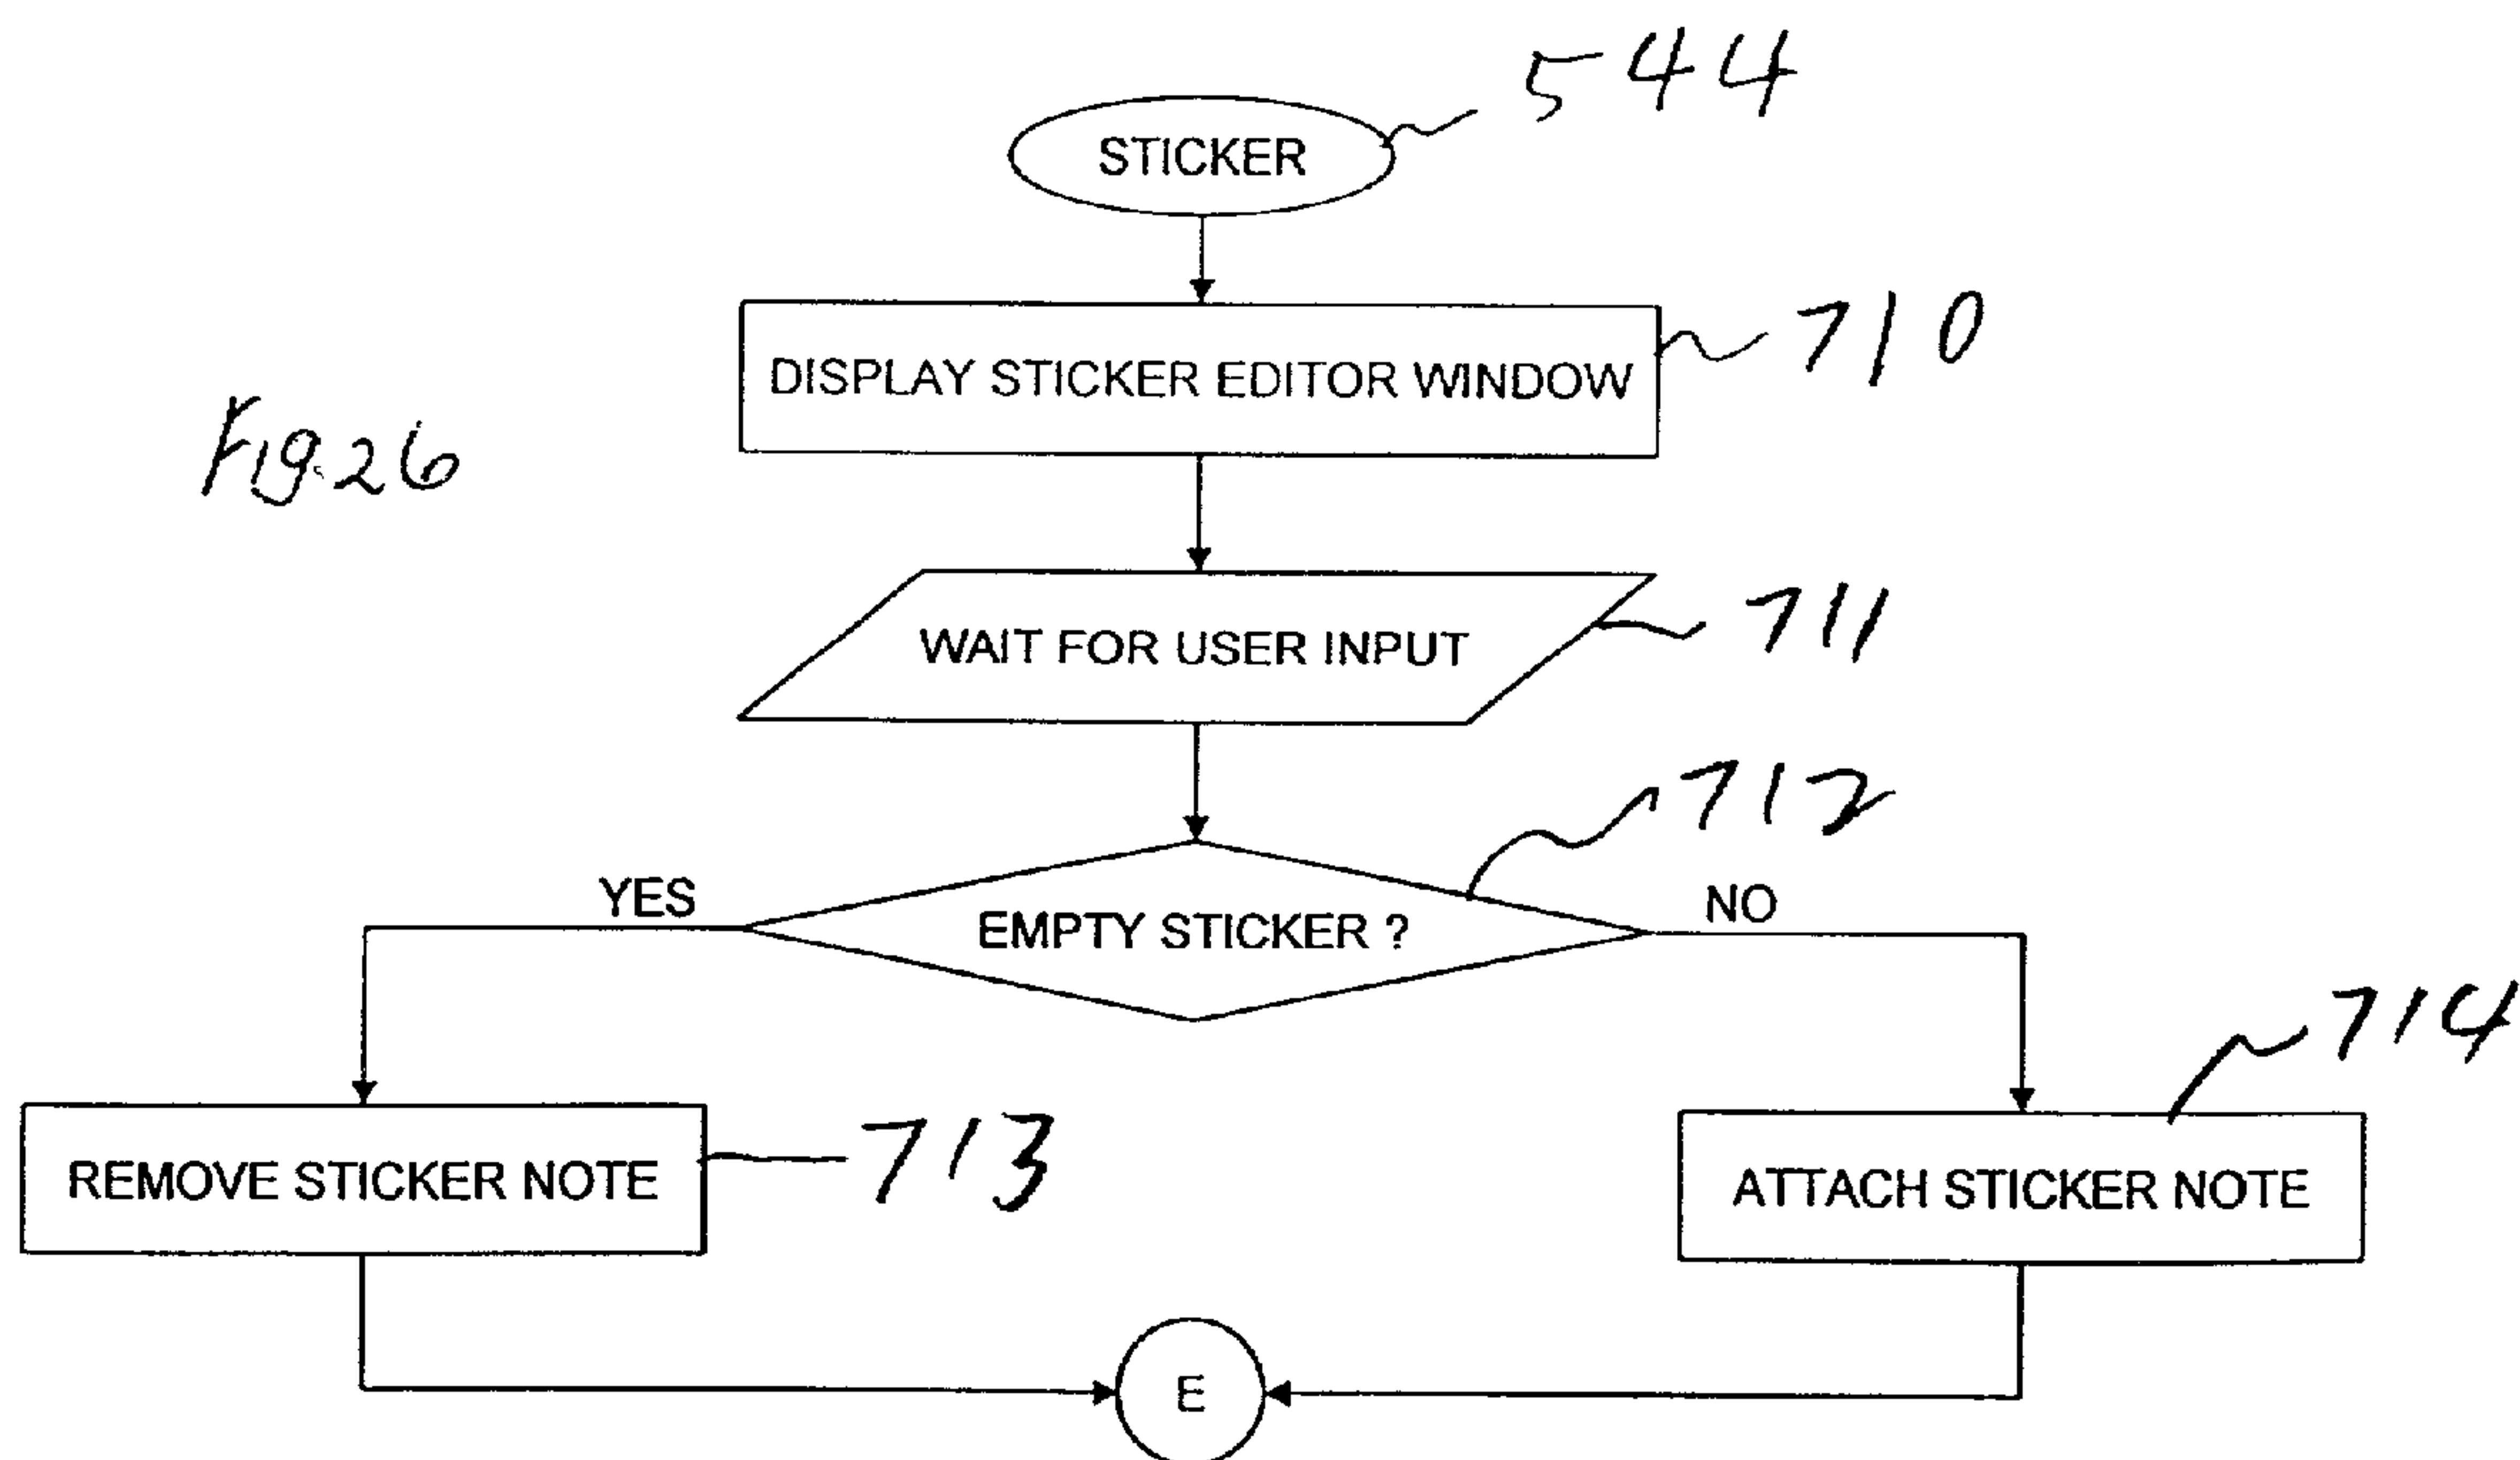 544
STICKER
710
DISPLAY STICKER EDITOR WINDOW
Fig. 26
711
WAIT FOR USER INPUT
712
YES
NO
EMPTY STICKER ?
714
713
REMOVE STICKER NOTE
ATTACH STICKER NOTE
E